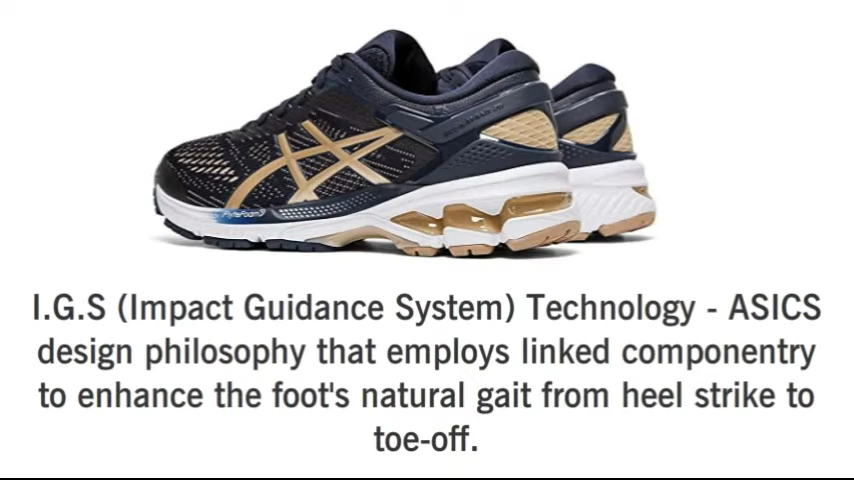 FlyteFoam
I.G.S (Impact Guidance System) Technology - ASICS
design philosophy that employs linked componentry
to enhance the foot's natural gait from heel strike to
toe-off.